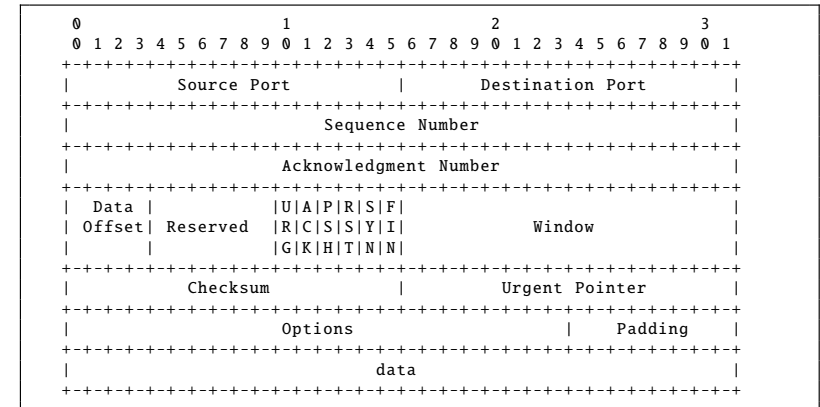 0                   1                   2                   3
0 1 2 3 4 5 6 7 8 9 0 1 2 3 4 5 6 7 8 9 0 1 2 3 4 5 6 7 8 9 0 1
+-+-+-+-+-+-+-+-+-+-+-+-+-+-+-+-+-+-+-+-+-+-+-+-+-+-+-+-+-+-+-+-+
|          Source Port          |       Destination Port        |
+-+-+-+-+-+-+-+-+-+-+-+-+-+-+-+-+-+-+-+-+-+-+-+-+-+-+-+-+-+-+-+-+
|                        Sequence Number                        |
+-+-+-+-+-+-+-+-+-+-+-+-+-+-+-+-+-+-+-+-+-+-+-+-+-+-+-+-+-+-+-+-+
|                    Acknowledgment Number                      |
+-+-+-+-+-+-+-+-+-+-+-+-+-+-+-+-+-+-+-+-+-+-+-+-+-+-+-+-+-+-+-+-+
|  Data |           |U|A|P|R|S|F|                               |
| Offset| Reserved  |R|C|S|S|Y|I|            Window             |
|       |           |G|K|H|T|N|N|                               |
+-+-+-+-+-+-+-+-+-+-+-+-+-+-+-+-+-+-+-+-+-+-+-+-+-+-+-+-+-+-+-+-+
|           Checksum            |         Urgent Pointer        |
+-+-+-+-+-+-+-+-+-+-+-+-+-+-+-+-+-+-+-+-+-+-+-+-+-+-+-+-+-+-+-+-+
|                    Options                    |    Padding    |
+-+-+-+-+-+-+-+-+-+-+-+-+-+-+-+-+-+-+-+-+-+-+-+-+-+-+-+-+-+-+-+-+
|                             data                              |
+-+-+-+-+-+-+-+-+-+-+-+-+-+-+-+-+-+-+-+-+-+-+-+-+-+-+-+-+-+-+-+-+